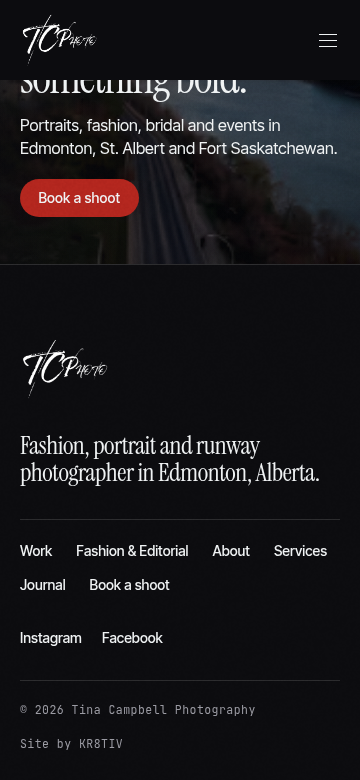 TCPhoto
something bold.
Portraits, fashion, bridal and events in
Edmonton, St. Albert and Fort Saskatchewan.
Book a shoot
TCPhoto
Fashion, portrait and runway
photographer in Edmonton, Alberta.
Work Fashion & Editorial About Services
Journal Book a shoot
Instagram Facebook
© 2026 Tina Campbell Photography
Site by KR8TIV